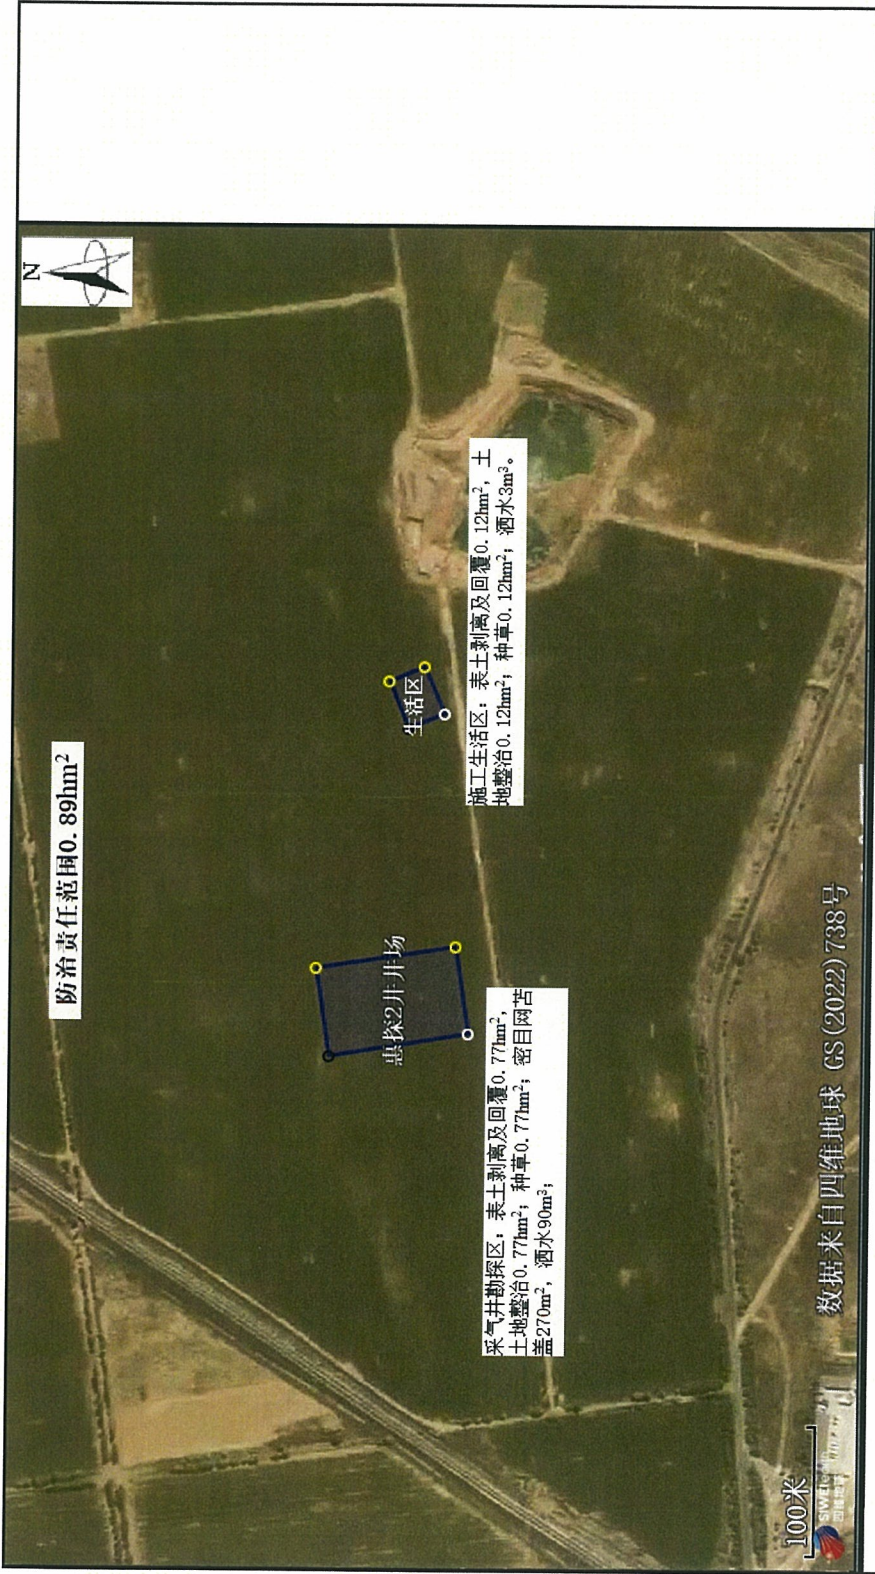 N
防治责任范围0.89hm²
生活区
施工生活区：表土剥离及回覆0.12hm²，土
地整治0.12hm²；种草0.12hm²；洒水3m³。
惠探2井井场
采气井勘探区：表土剥离及回覆0.77hm²，
土地整治0.77hm²；种草0.77hm²；密目网苫
盖270m²，洒水90m³；
数据来自四维地球 GS(2022)738号
100米
四维地球